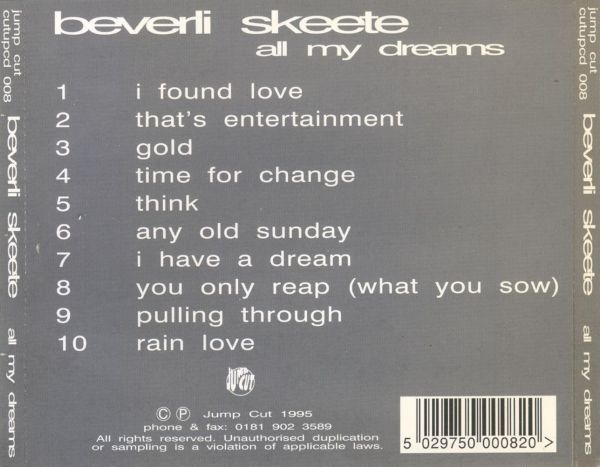 beverli skeete
all my dreams
1 i found love
2 that's entertainment
3 gold
4 time for change
5 think
6 any old sunday
7 i have a dream
8 you only reap (what you sow)
9 pulling through
10 rain love
JUMP CUT
© ℗ Jump Cut 1995
phone & fax: 0181 902 3589
All rights reserved. Unauthorised duplication
or sampling is a violation of applicable laws.
5 029750 000820 >
jump cut
cutupcd 008
beverli skeete
all my dreams
jump cut
cutupcd 008
beverli skeete
all my dreams